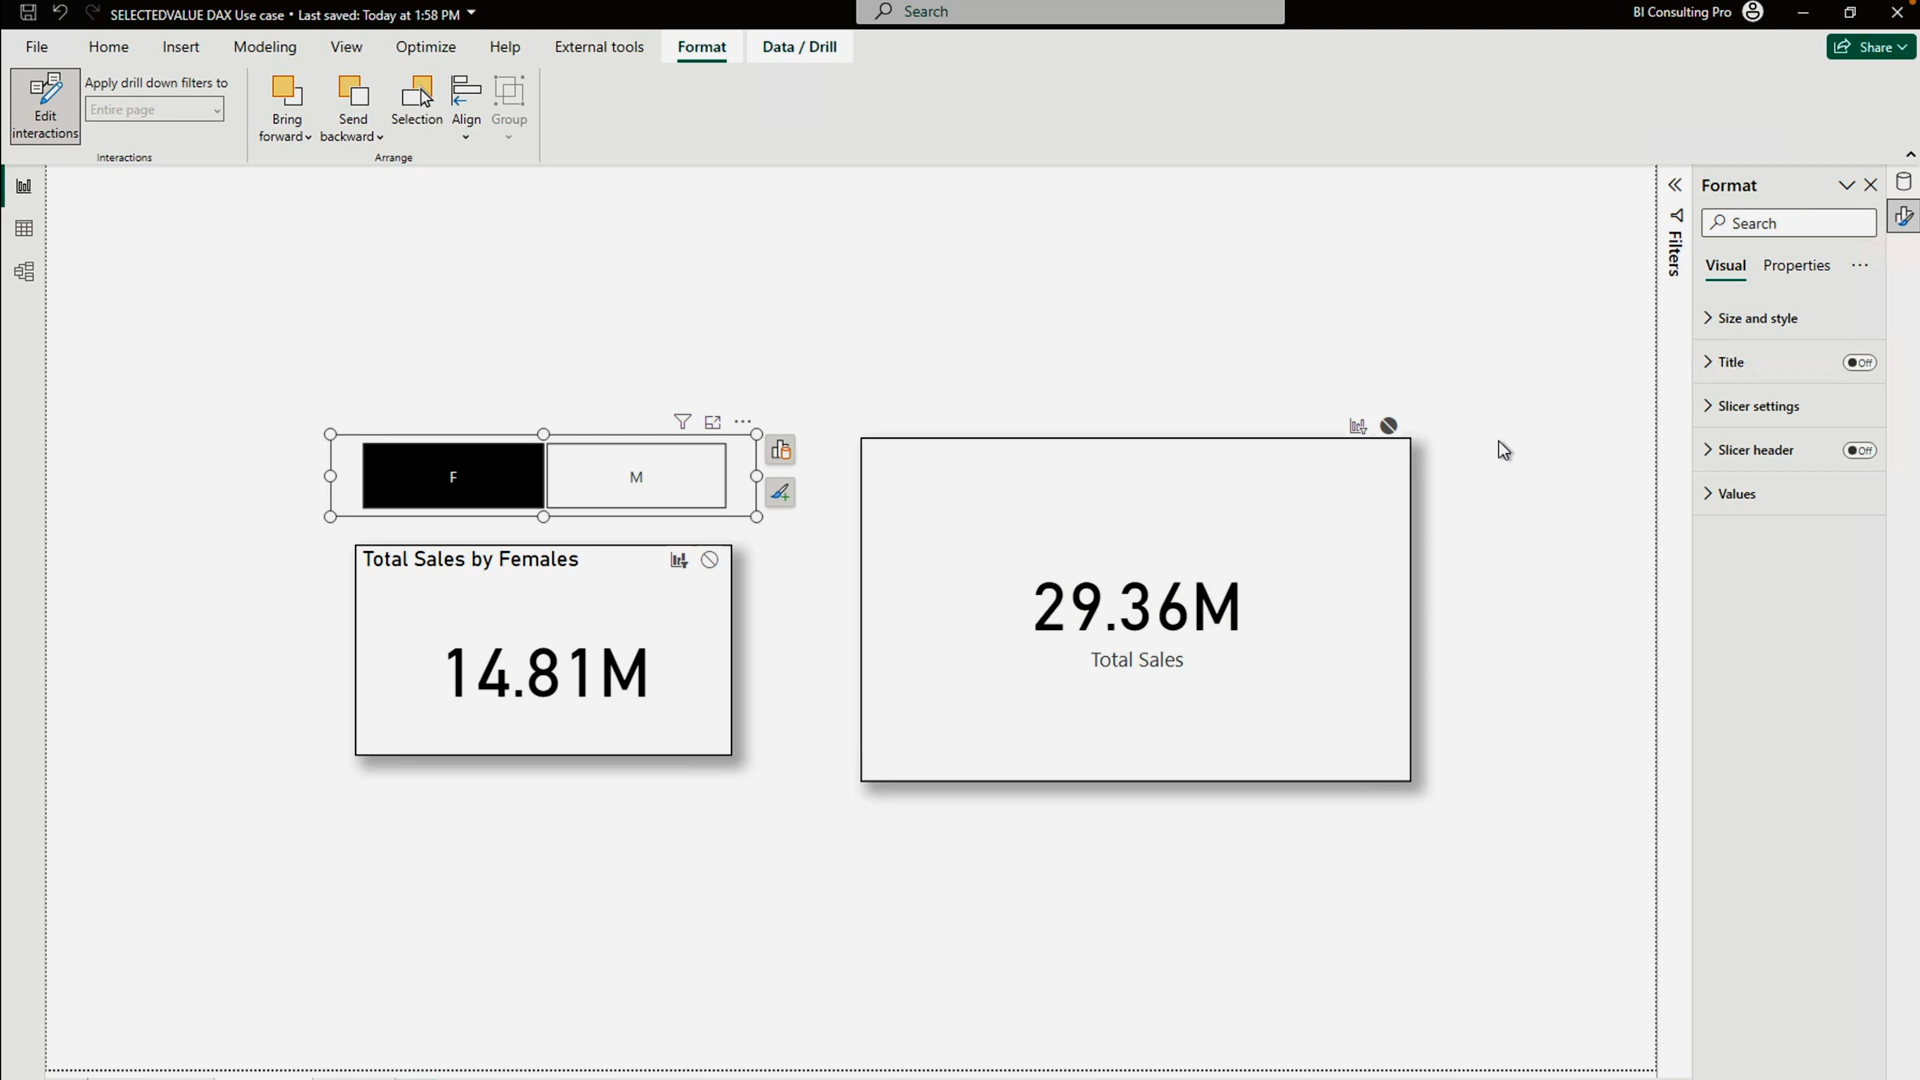 SELECTEDVALUE DAX Use case • Last saved: Today at 1:58 PM
Search
BI Consulting Pro
File
Home
Insert
Modeling
View
Optimize
Help
External tools
Format
Data / Drill
Share
Edit
interactions
Apply drill down filters to
Entire page
Interactions
Bring
forward
Send
backward
Selection
Align
Group
Arrange
Filters
Format
Search
Visual
Properties
Size and style
Title
Off
Slicer settings
Slicer header
Off
Values
F
M
Total Sales by Females
14.81M
29.36M
Total Sales